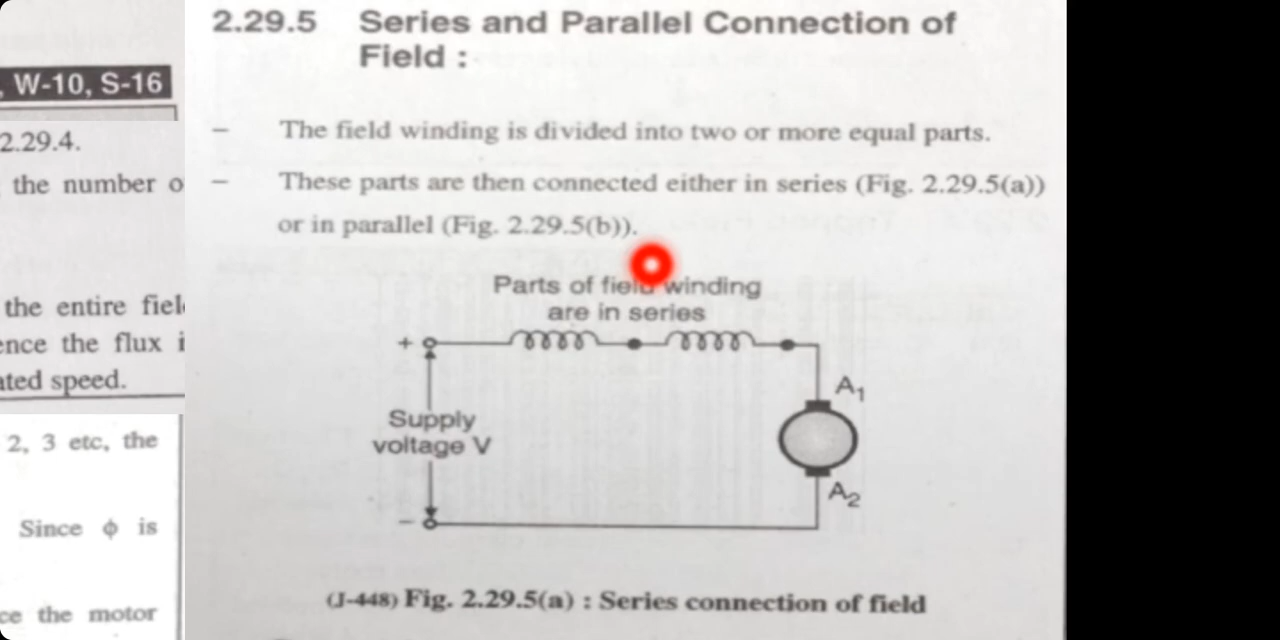 , W-10, S-16
2.29.4.
the number o
the entire fiel
ence the flux i
ated speed.
2, 3 etc, the
Since ϕ is
ce the motor
2.29.5 Series and Parallel Connection of
Field :
– The field winding is divided into two or more equal parts.
– These parts are then connected either in series (Fig. 2.29.5(a))
or in parallel (Fig. 2.29.5(b)).
Parts of field winding
are in series
+
A1
Supply
voltage V
A2
–
(J-448) Fig. 2.29.5(a) : Series connection of field